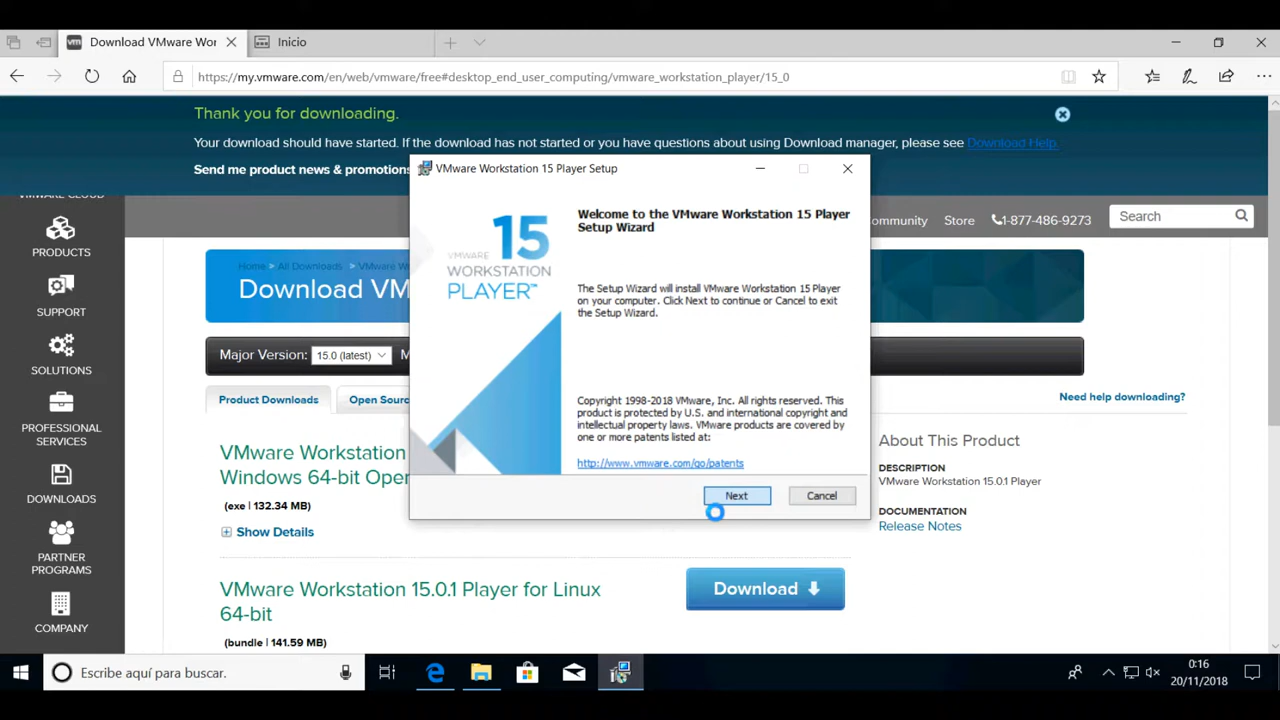 Download VMware Wor
Inicio
https://my.vmware.com/en/web/vmware/free#desktop_end_user_computing/vmware_workstation_player/15_0
Thank you for downloading.
Your download should have started. If the download has not started or you have questions about using Download manager, please see Download Help.
Send me product news & promotions
VMWARE CLOUD
PRODUCTS
SUPPORT
SOLUTIONS
PROFESSIONAL
SERVICES
DOWNLOADS
PARTNER
PROGRAMS
COMPANY
ommunity
Store
1-877-486-9273
Search
Home > All Downloads > VMware W
Download VM
Major Version:
15.0 (latest)
M
Product Downloads
Open Sourc
Need help downloading?
VMware Workstation
Windows 64-bit Oper
(exe | 132.34 MB)
Show Details
VMware Workstation 15.0.1 Player for Linux
64-bit
(bundle | 141.59 MB)
Download
About This Product
DESCRIPTION
VMware Workstation 15.0.1 Player
DOCUMENTATION
Release Notes
VMware Workstation 15 Player Setup
15
VMWARE
WORKSTATION
PLAYER™
Welcome to the VMware Workstation 15 Player
Setup Wizard
The Setup Wizard will install VMware Workstation 15 Player
on your computer. Click Next to continue or Cancel to exit
the Setup Wizard.
Copyright 1998-2018 VMware, Inc. All rights reserved. This
product is protected by U.S. and international copyright and
intellectual property laws. VMware products are covered by
one or more patents listed at:
http://www.vmware.com/go/patents
Next
Cancel
Escribe aquí para buscar.
0:16
20/11/2018